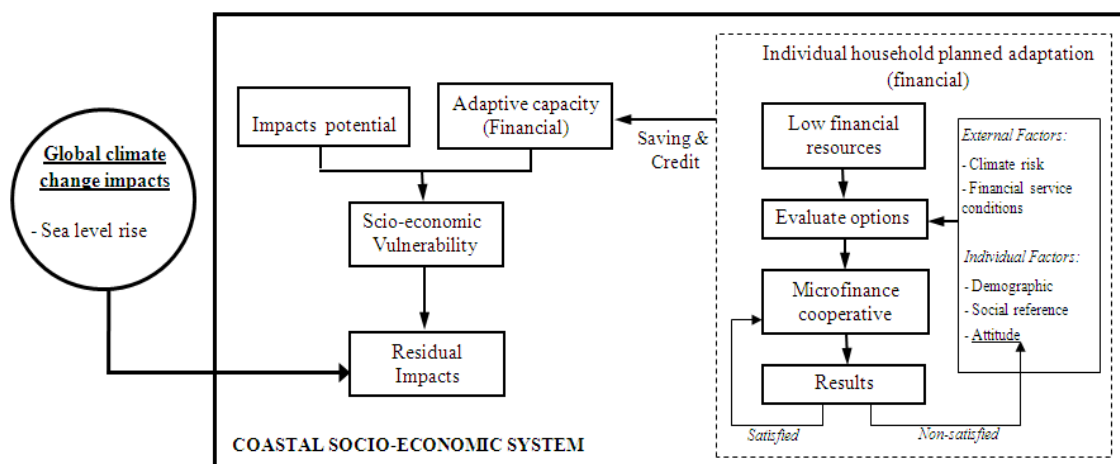 Global climate
change impacts
- Sea level rise
Impacts potential
Adaptive capacity
(Financial)
Scio-economic
Vulnerability
Residual
Impacts
COASTAL SOCIO-ECONOMIC SYSTEM
Saving &
Credit
Individual household planned adaptation
(financial)
Low financial
resources
Evaluate options
Microfinance
cooperative
Results
Satisfied
Non-satisfied
External Factors:
- Climate risk
- Financial service
conditions
Individual Factors:
- Demographic
- Social reference
- Attitude